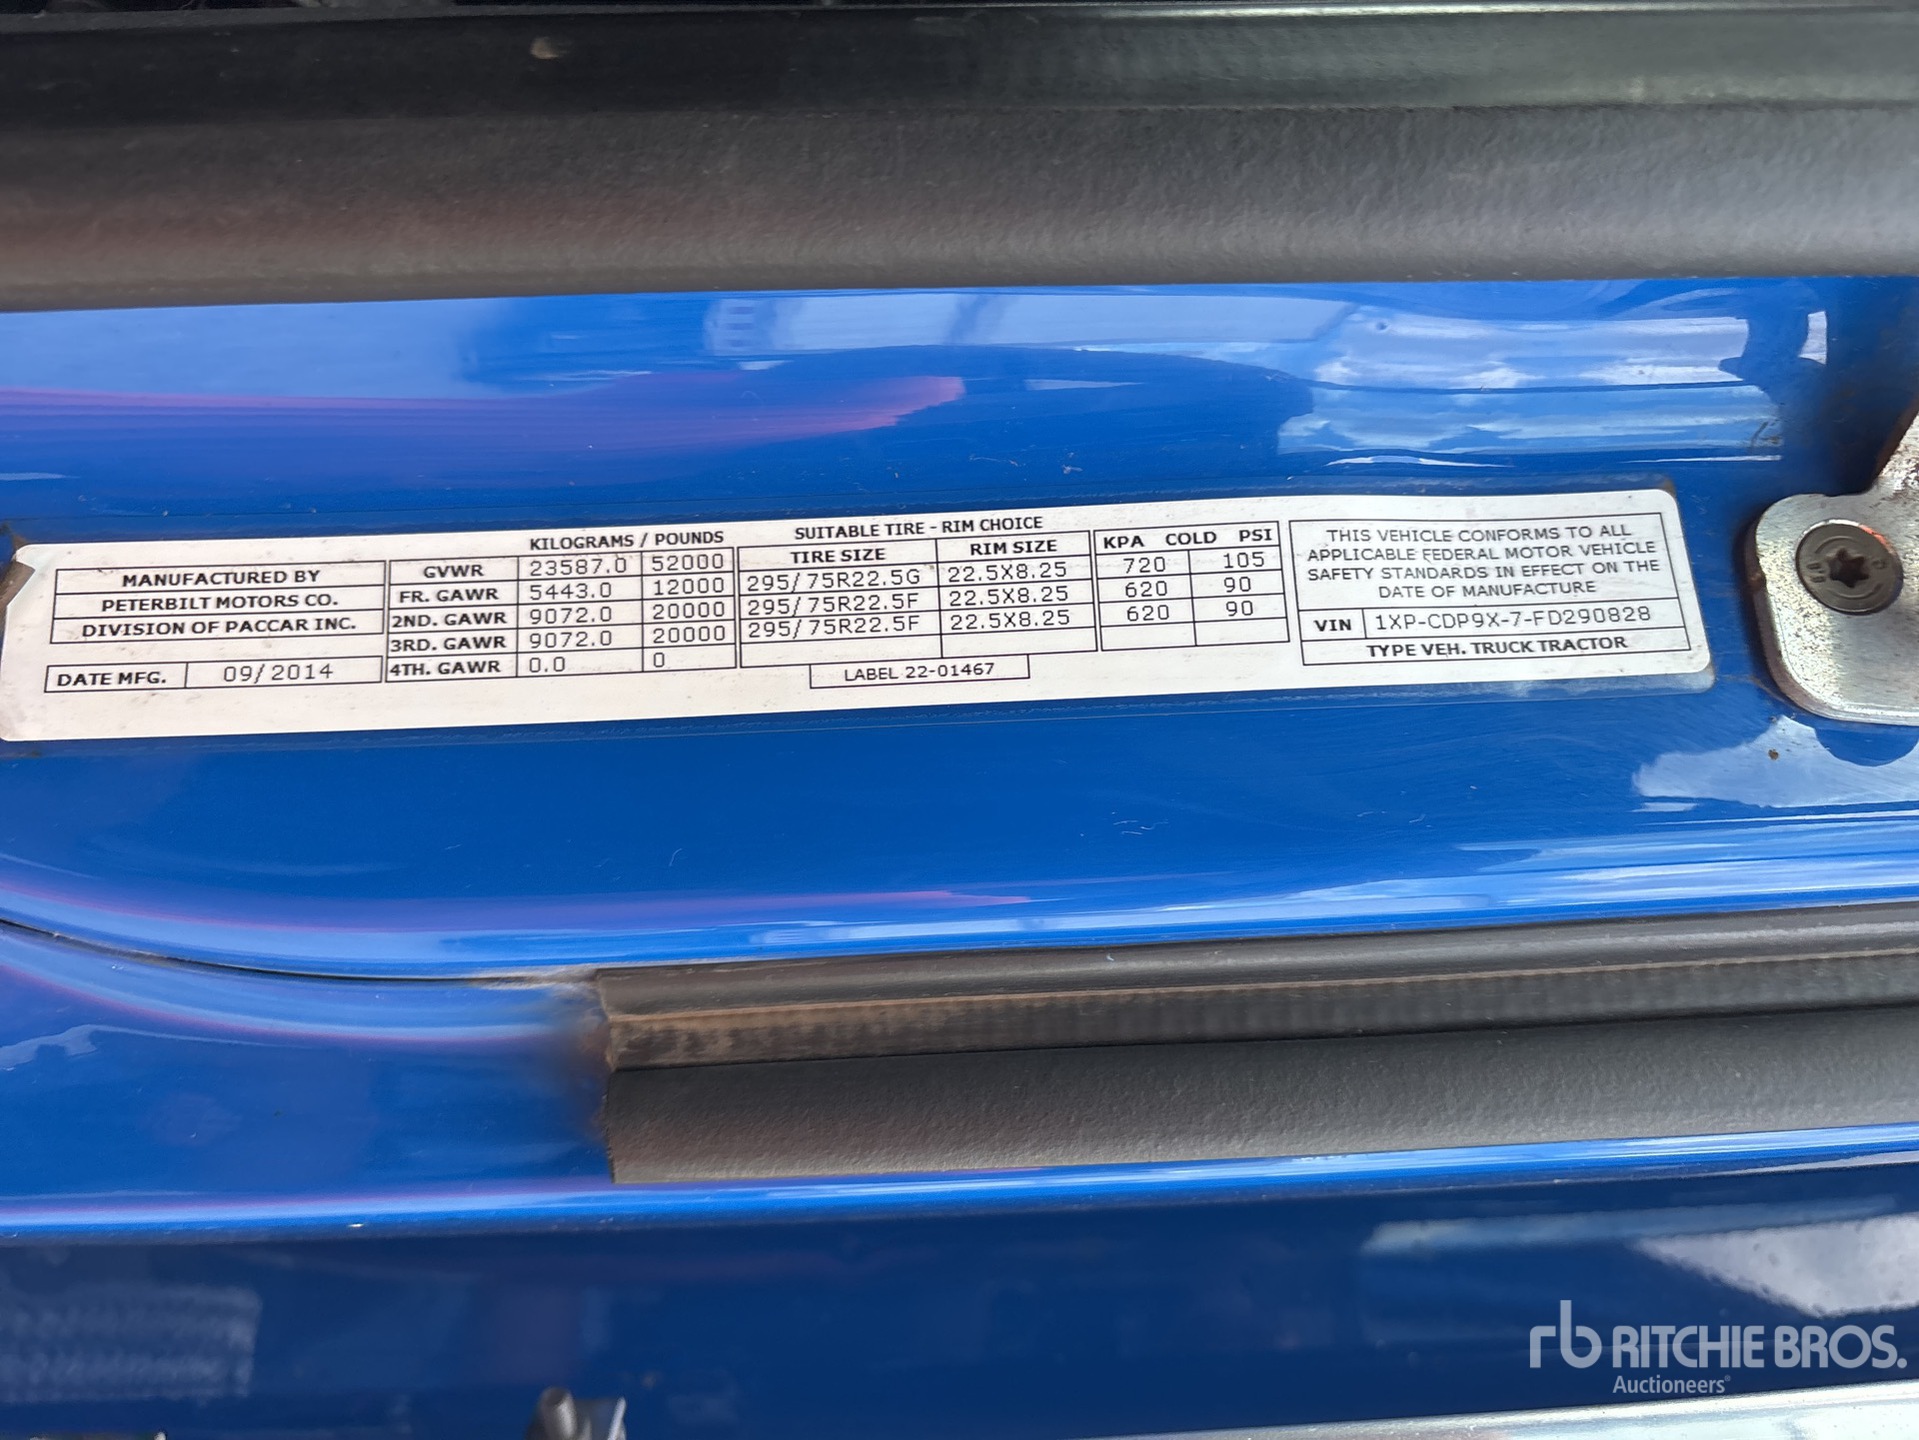 KILOGRAMS / POUNDS
SUITABLE TIRE - RIM CHOICE
MANUFACTURED BY
PETERBILT MOTORS CO.
DIVISION OF PACCAR INC.
DATE MFG. 09/2014
GVWR 23587.0 52000
FR. GAWR 5443.0 12000
2ND. GAWR 9072.0 20000
3RD. GAWR 9072.0 20000
4TH. GAWR 0.0 0
TIRE SIZE RIM SIZE KPA COLD PSI
295/75R22.5G 22.5X8.25 720 105
295/75R22.5F 22.5X8.25 620 90
295/75R22.5F 22.5X8.25 620 90
LABEL 22-01467
THIS VEHICLE CONFORMS TO ALL
APPLICABLE FEDERAL MOTOR VEHICLE
SAFETY STANDARDS IN EFFECT ON THE
DATE OF MANUFACTURE
VIN 1XP-CDP9X-7-FD290828
TYPE VEH. TRUCK TRACTOR
rb RITCHIE BROS.
Auctioneers